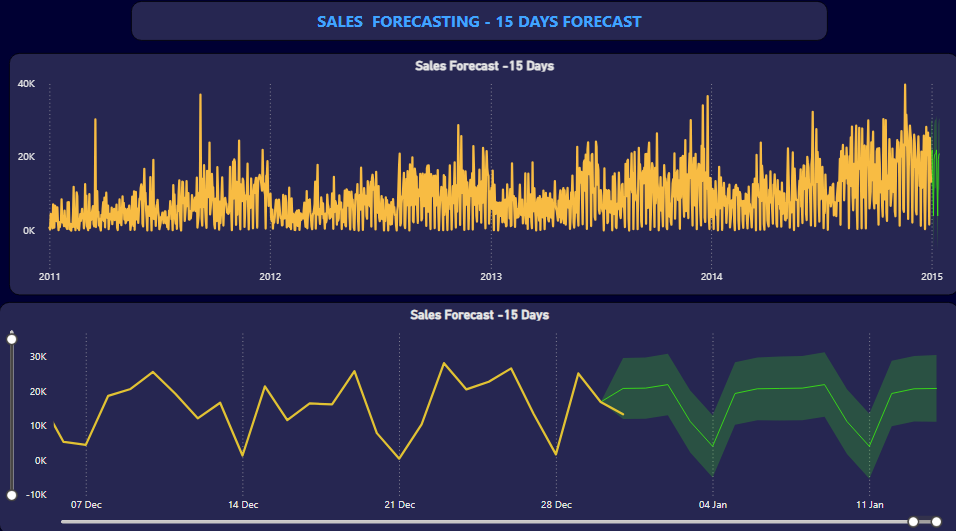 SALES FORECASTING - 15 DAYS FORECAST
Sales Forecast -15 Days
40K
20K
0K
2011 2012 2013 2014 2015
Sales Forecast -15 Days
30K
20K
10K
0K
-10K
07 Dec 14 Dec 21 Dec 28 Dec 04 Jan 11 Jan